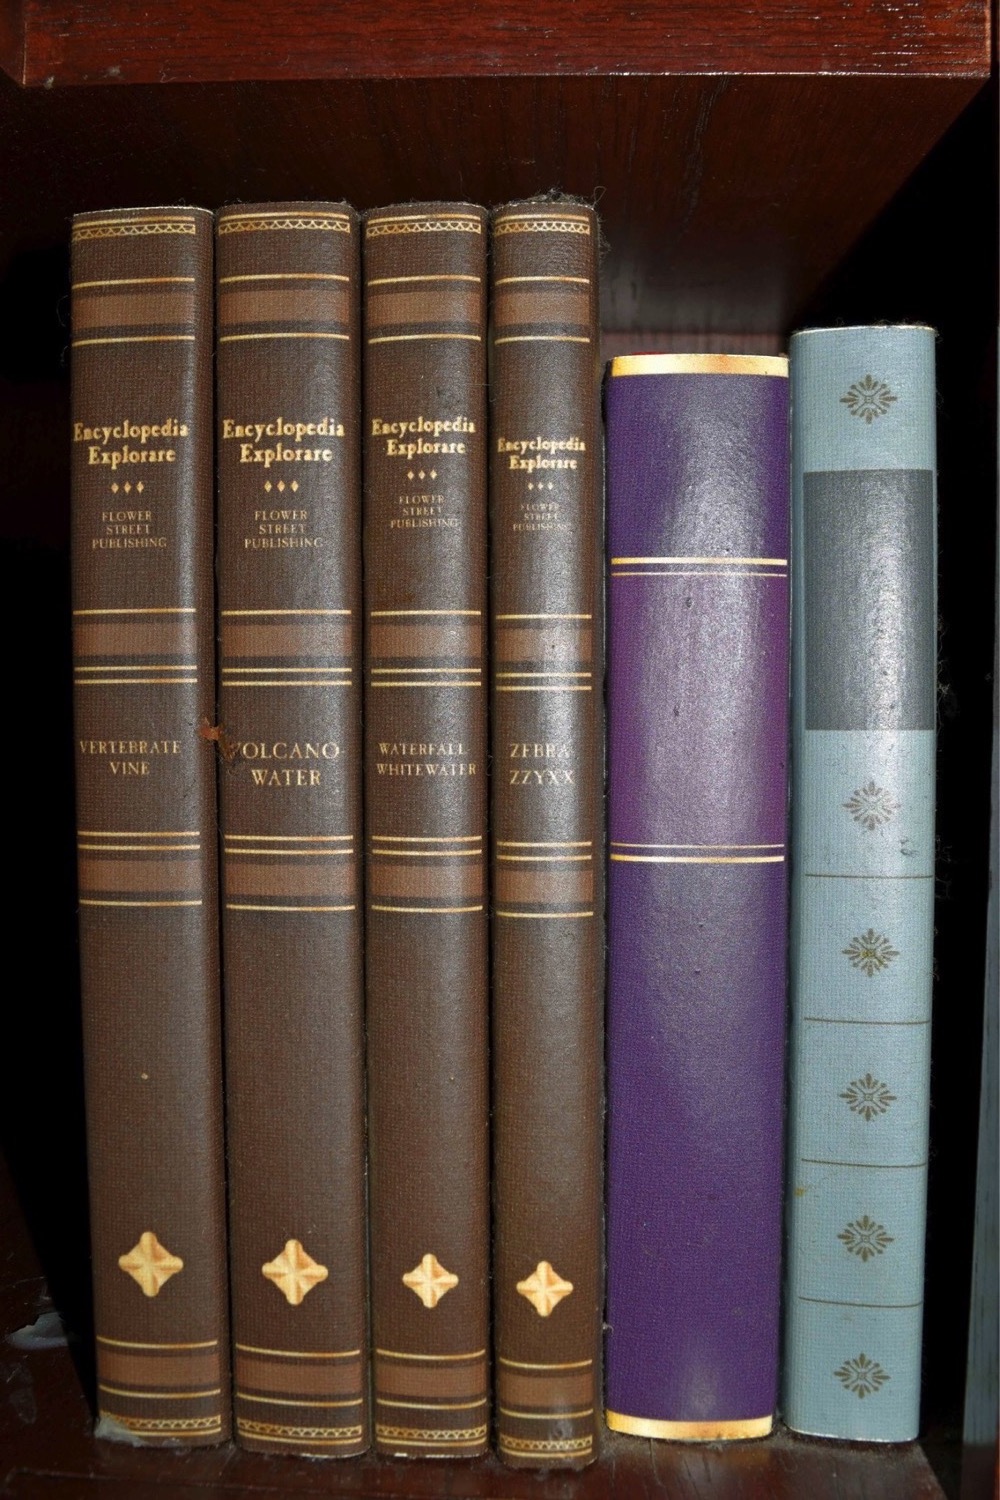 Encyclopedia
Explorare
FLOWER
STREET
PUBLISHING
VERTEBRATE
VINE
Encyclopedia
Explorare
FLOWER
STREET
PUBLISHING
VOLCANO
WATER
Encyclopedia
Explorare
FLOWER
STREET
PUBLISHING
WATERFALL
WHITEWATER
Encyclopedia
Explorare
FLOWER
STREET
PUBLISHING
ZEBRA
ZZYXX